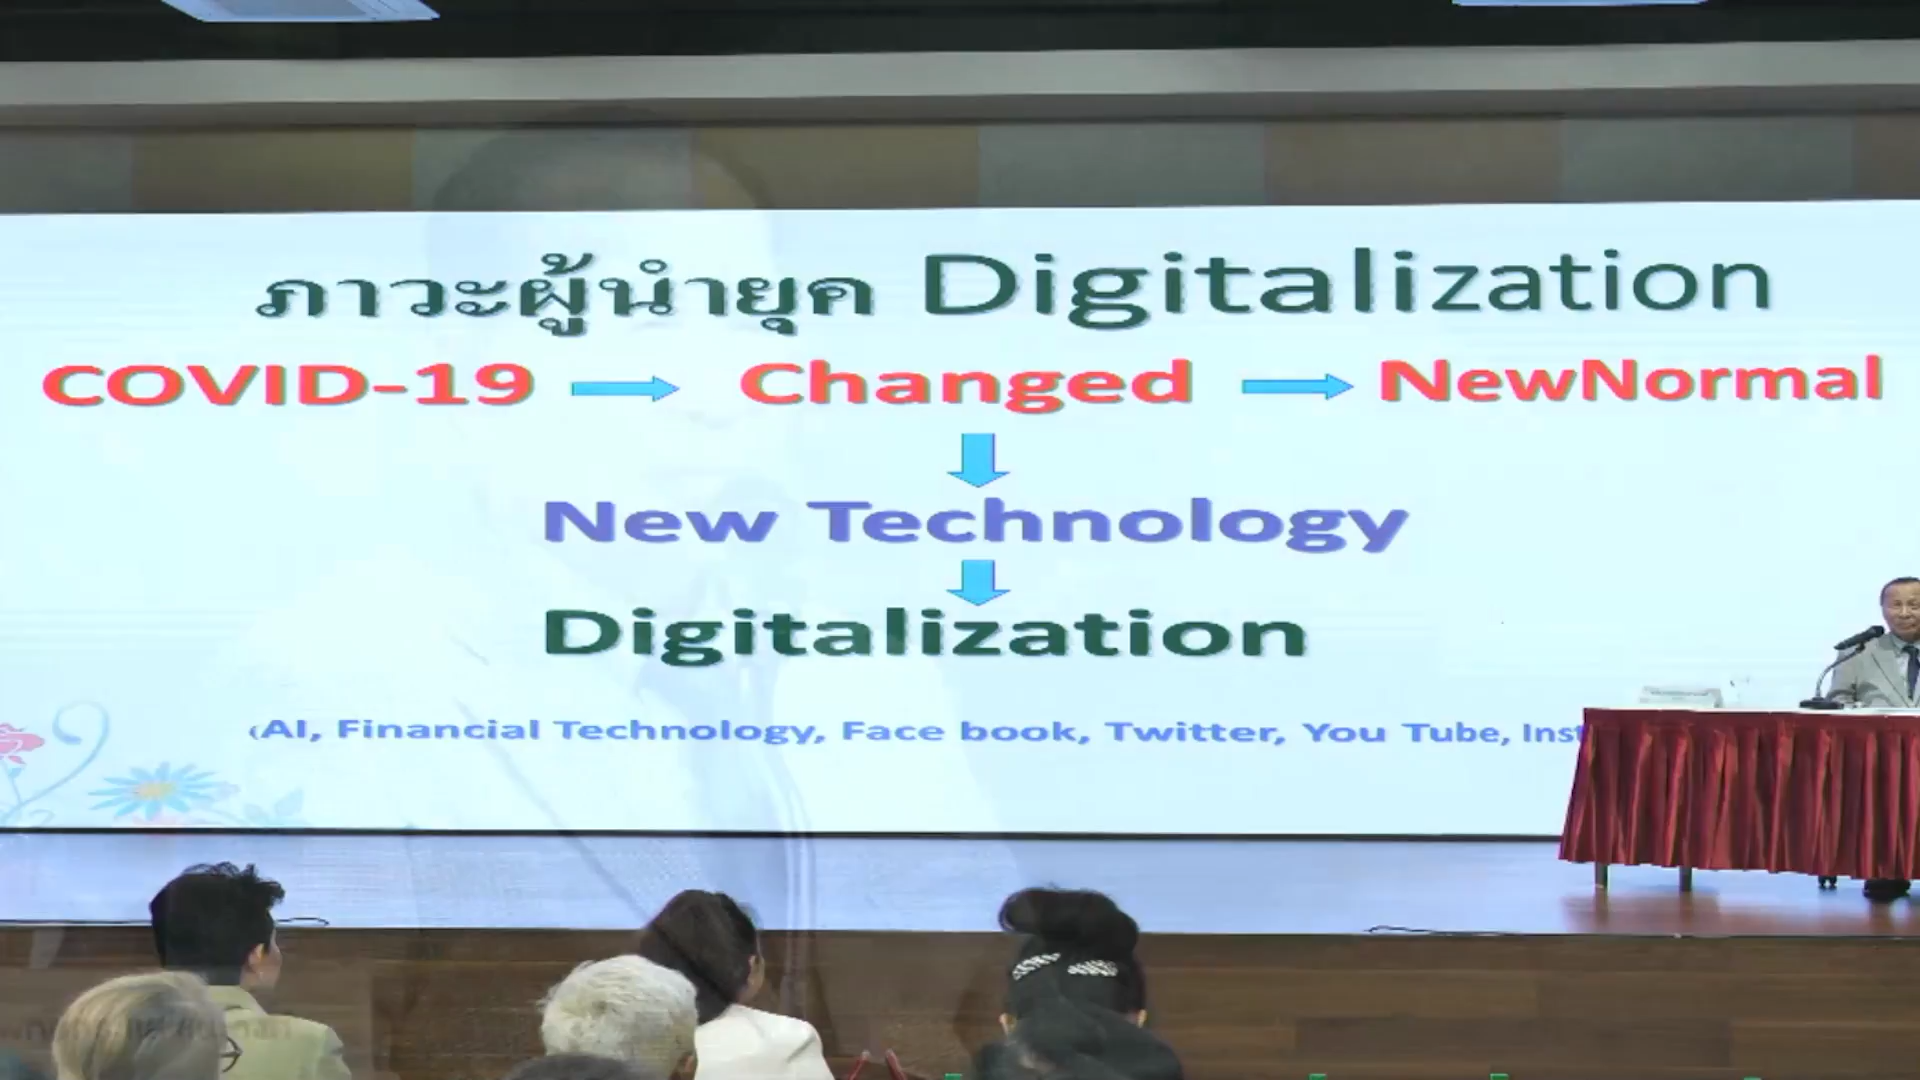 ภาวะผู้นำยุค Digitalization
COVID-19 → Changed → NewNormal
New Technology
Digitalization
(AI, Financial Technology, Face book, Twitter, You Tube, Inst